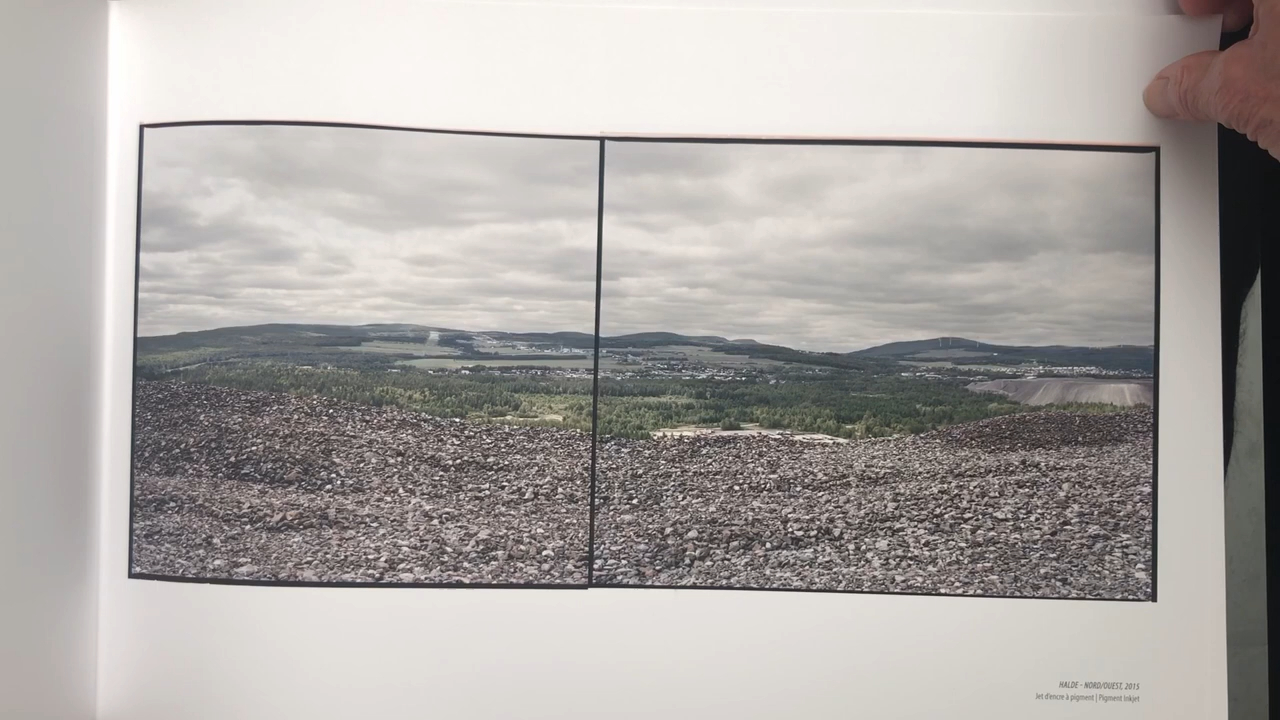 HALDE - NORD/OUEST, 2015
Jet d'encre à pigment | Pigment Inkjet